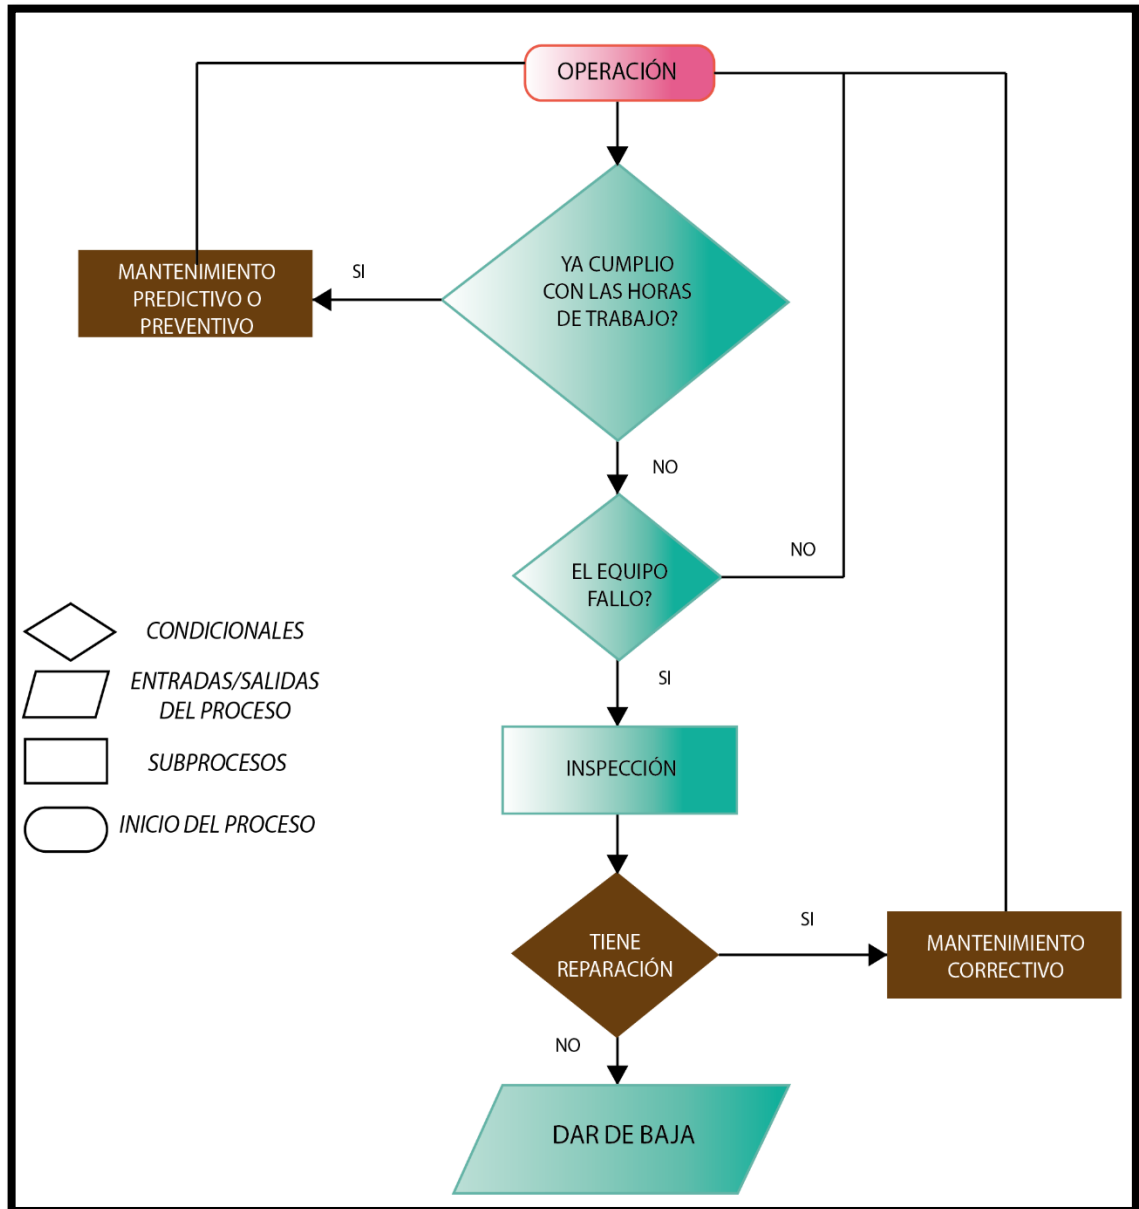 OPERACIÓN
YA CUMPLIO
CON LAS HORAS
DE TRABAJO?
SI
MANTENIMIENTO
PREDICTIVO O
PREVENTIVO
NO
EL EQUIPO
FALLO?
NO
SI
INSPECCIÓN
TIENE
REPARACIÓN
SI
MANTENIMIENTO
CORRECTIVO
NO
DAR DE BAJA
CONDICIONALES
ENTRADAS/SALIDAS
DEL PROCESO
SUBPROCESOS
INICIO DEL PROCESO